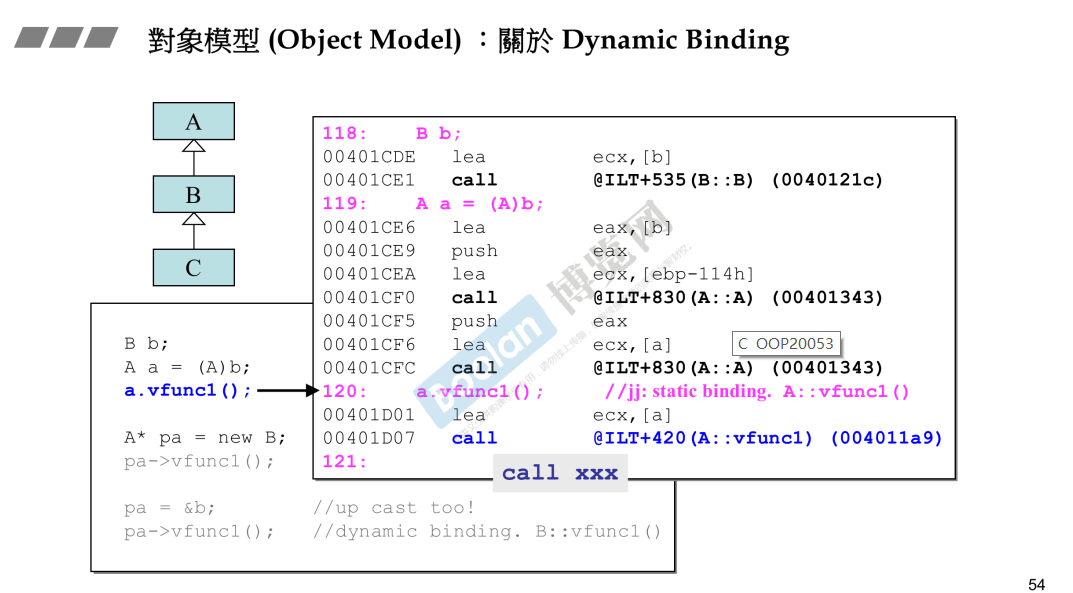 對象模型 (Object Model) ：關於 Dynamic Binding
A
B
C
118: B b;
00401CDE lea ecx,[b]
00401CE1 call @ILT+535(B::B) (0040121c)
119: A a = (A)b;
00401CE6 lea eax,[b]
00401CE9 push eax
00401CEA lea ecx,[ebp-114h]
00401CF0 call @ILT+830(A::A) (00401343)
00401CF5 push eax
00401CF6 lea ecx,[a]
00401CFC call @ILT+830(A::A) (00401343)
120: a.vfunc1(); //jj: static binding. A::vfunc1()
00401D01 lea ecx,[a]
00401D07 call @ILT+420(A::vfunc1) (004011a9)
121:
call xxx
C OOP20053
B b;
A a = (A)b;
a.vfunc1();
A* pa = new B;
pa->vfunc1();
pa = &b; //up cast too!
pa->vfunc1(); //dynamic binding. B::vfunc1()
Boolan 博览网
54